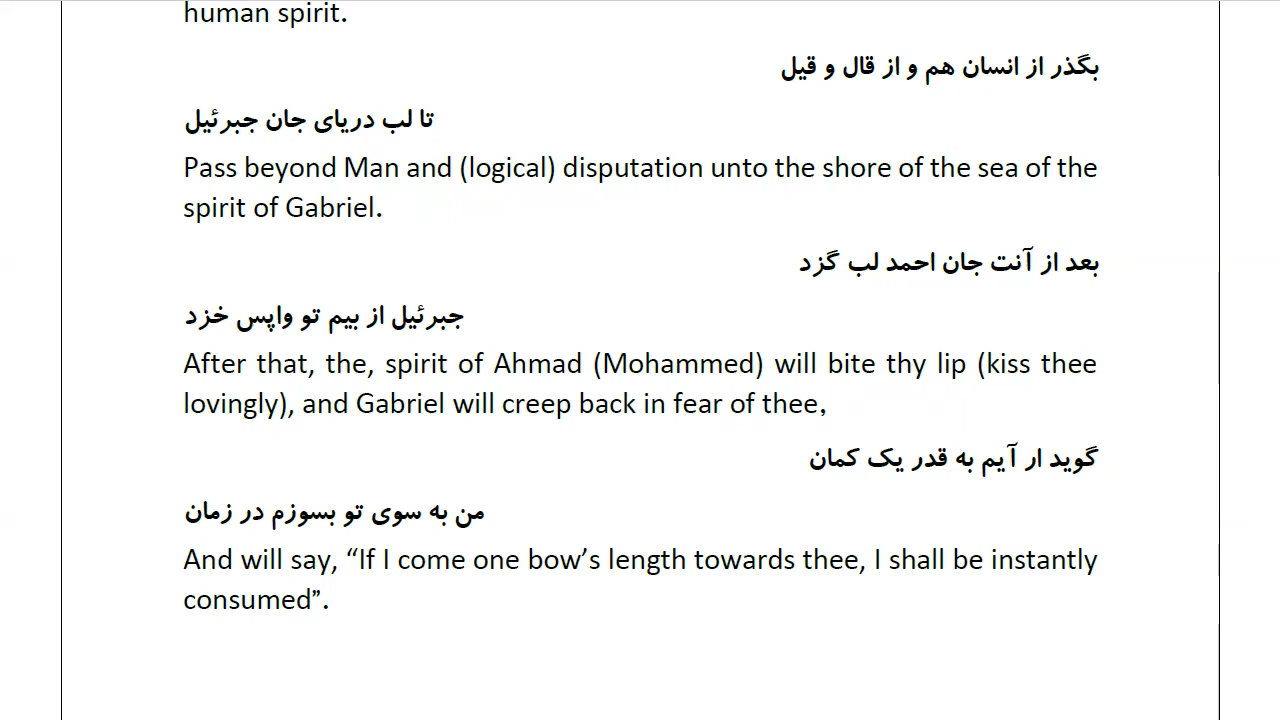 human spirit.
بگذر از انسان هم و از قال و قیل
تا لب دریای جان جبرئیل
Pass beyond Man and (logical) disputation unto the shore of the sea of the
spirit of Gabriel.
بعد از آنت جان احمد لب گزد
جبرئیل از بیم تو واپس خزد
After that, the, spirit of Ahmad (Mohammed) will bite thy lip (kiss thee
lovingly), and Gabriel will creep back in fear of thee,
گوید ار آیم به قدر یک کمان
من به سوی تو بسوزم در زمان
And will say, “If I come one bow’s length towards thee, I shall be instantly
consumed”.